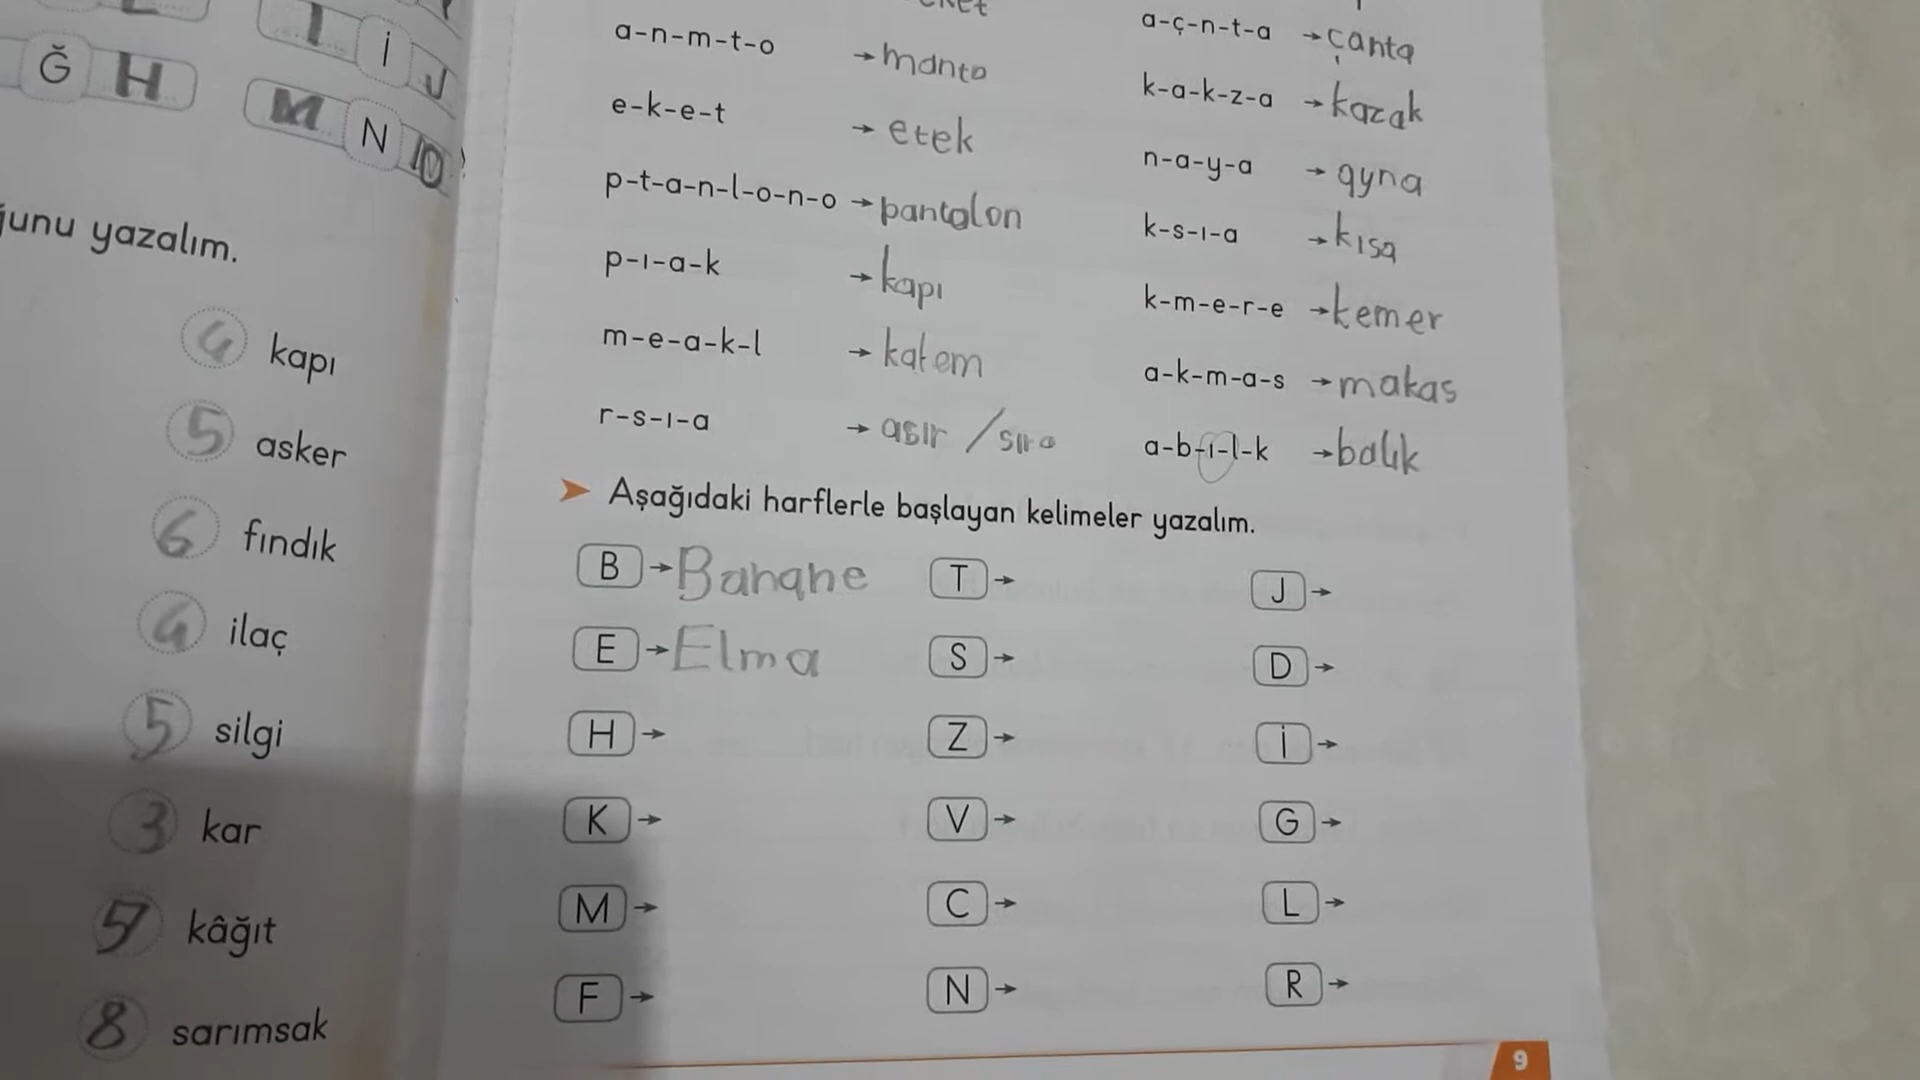 Ğ H
I İ J
M N O
ğunu yazalım.
4 kapı
5 asker
6 fındık
4 ilaç
5 silgi
3 kar
5 kâğıt
8 sarımsak
a-n-m-t-o → manto
e-k-e-t → etek
p-t-a-n-l-o-n-o → pantolon
p-ı-a-k → kapı
m-e-a-k-l → kalem
r-s-ı-a → asır / sıra
a-ç-n-t-a → çanta
k-a-k-z-a → kazak
n-a-y-a → ayna
k-s-ı-a → kısa
k-m-e-r-e → kemer
a-k-m-a-s → makas
a-b-ı-l-k → balık
➤ Aşağıdaki harflerle başlayan kelimeler yazalım.
B → Banane T → J →
E → Elma S → D →
H → Z → İ →
K → V → G →
M → C → L →
F → N → R →
9